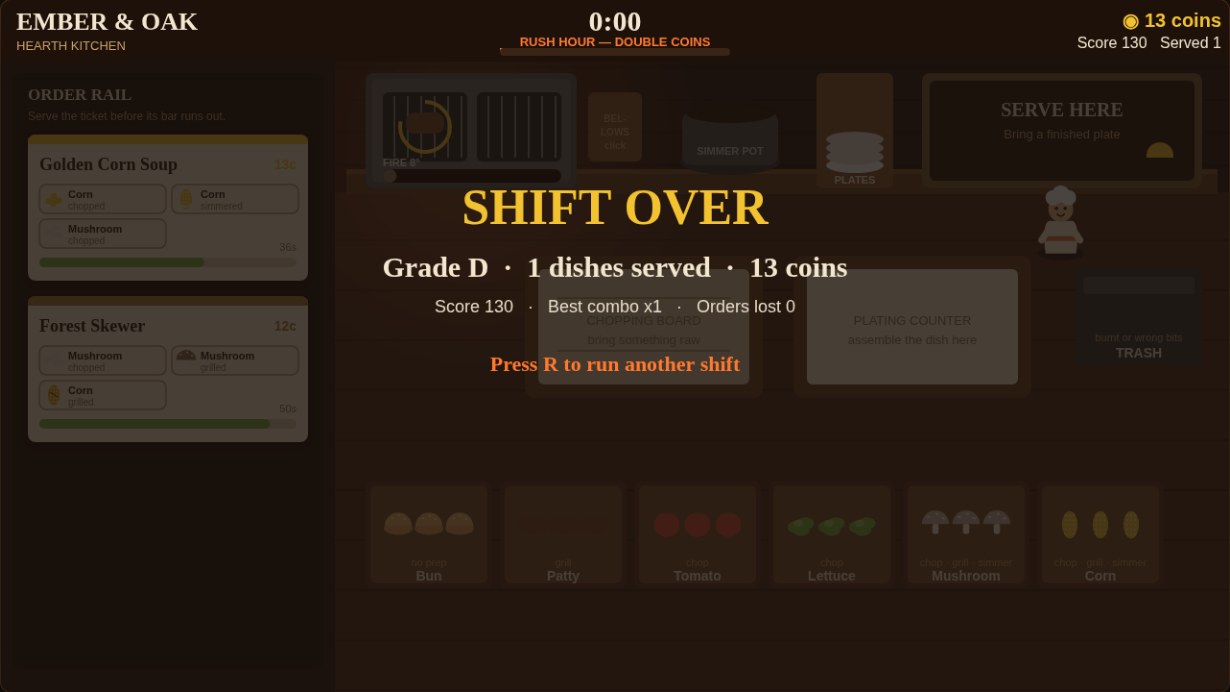 EMBER & OAK
HEARTH KITCHEN
0:00
RUSH HOUR — DOUBLE COINS
13 coins
Score 130 Served 1
ORDER RAIL
Serve the ticket before its bar runs out.
Golden Corn Soup 13c
Corn
chopped
Corn
simmered
Mushroom
chopped
36s
Forest Skewer 12c
Mushroom
chopped
Mushroom
grilled
Corn
grilled
50s
FIRE 8°
BEL-
LOWS
click
SIMMER POT
PLATES
SERVE HERE
Bring a finished plate
SHIFT OVER
Grade D · 1 dishes served · 13 coins
Score 130 · Best combo x1 · Orders lost 0
CHOPPING BOARD
bring something raw
PLATING COUNTER
assemble the dish here
burnt or wrong bits
TRASH
Press R to run another shift
no prep
Bun
grill
Patty
chop
Tomato
chop
Lettuce
chop · grill · simmer
Mushroom
chop · grill · simmer
Corn